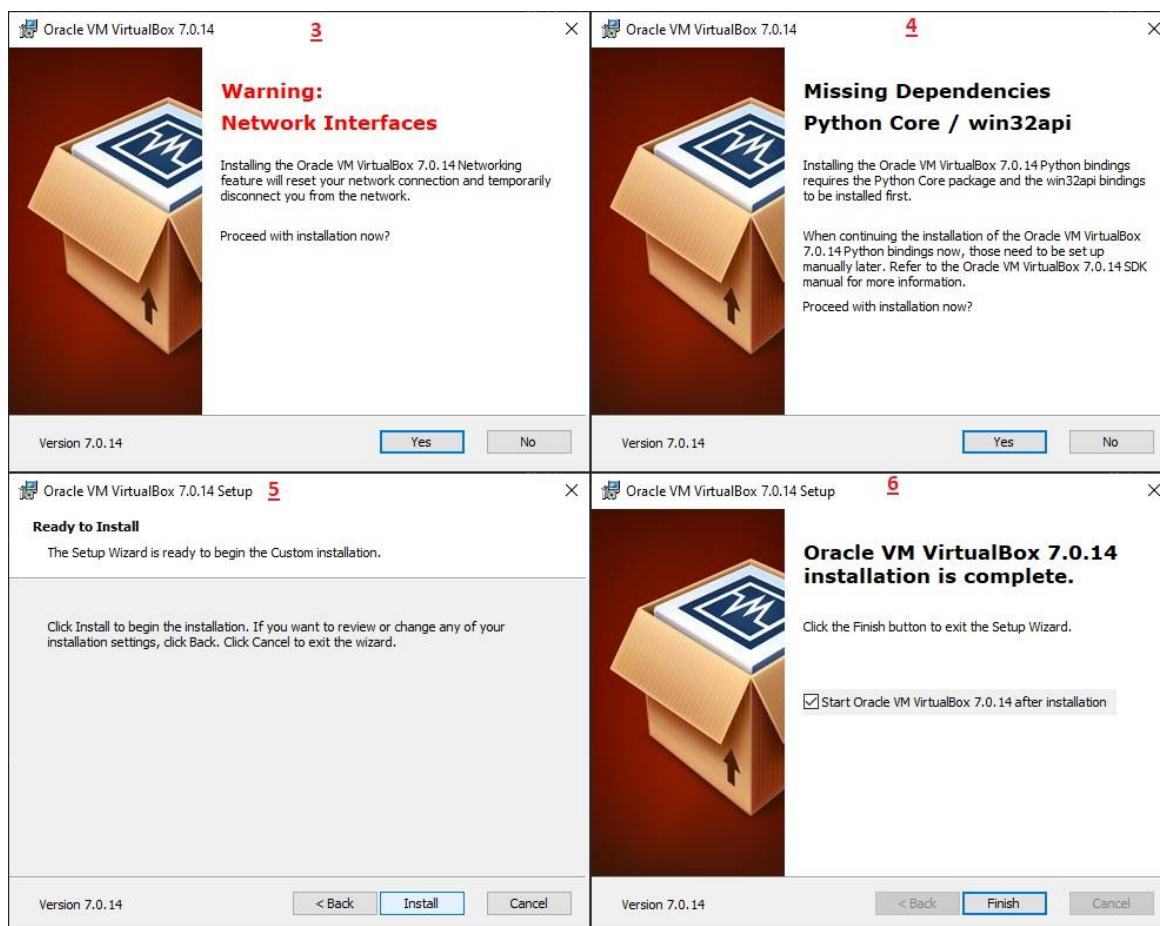 Oracle VM VirtualBox 7.0.14
3
Warning:
Network Interfaces
Installing the Oracle VM VirtualBox 7.0.14 Networking
feature will reset your network connection and temporarily
disconnect you from the network.
Proceed with installation now?
Version 7.0.14
Yes
No
Oracle VM VirtualBox 7.0.14
4
Missing Dependencies
Python Core / win32api
Installing the Oracle VM VirtualBox 7.0.14 Python bindings
requires the Python Core package and the win32api bindings
to be installed first.
When continuing the installation of the Oracle VM VirtualBox
7.0.14 Python bindings now, those need to be set up
manually later. Refer to the Oracle VM VirtualBox 7.0.14 SDK
manual for more information.
Proceed with installation now?
Version 7.0.14
Yes
No
Oracle VM VirtualBox 7.0.14 Setup
5
Ready to Install
The Setup Wizard is ready to begin the Custom installation.
Click Install to begin the installation. If you want to review or change any of your
installation settings, click Back. Click Cancel to exit the wizard.
Version 7.0.14
< Back
Install
Cancel
Oracle VM VirtualBox 7.0.14 Setup
6
Oracle VM VirtualBox 7.0.14
installation is complete.
Click the Finish button to exit the Setup Wizard.
Start Oracle VM VirtualBox 7.0.14 after installation
Version 7.0.14
< Back
Finish
Cancel